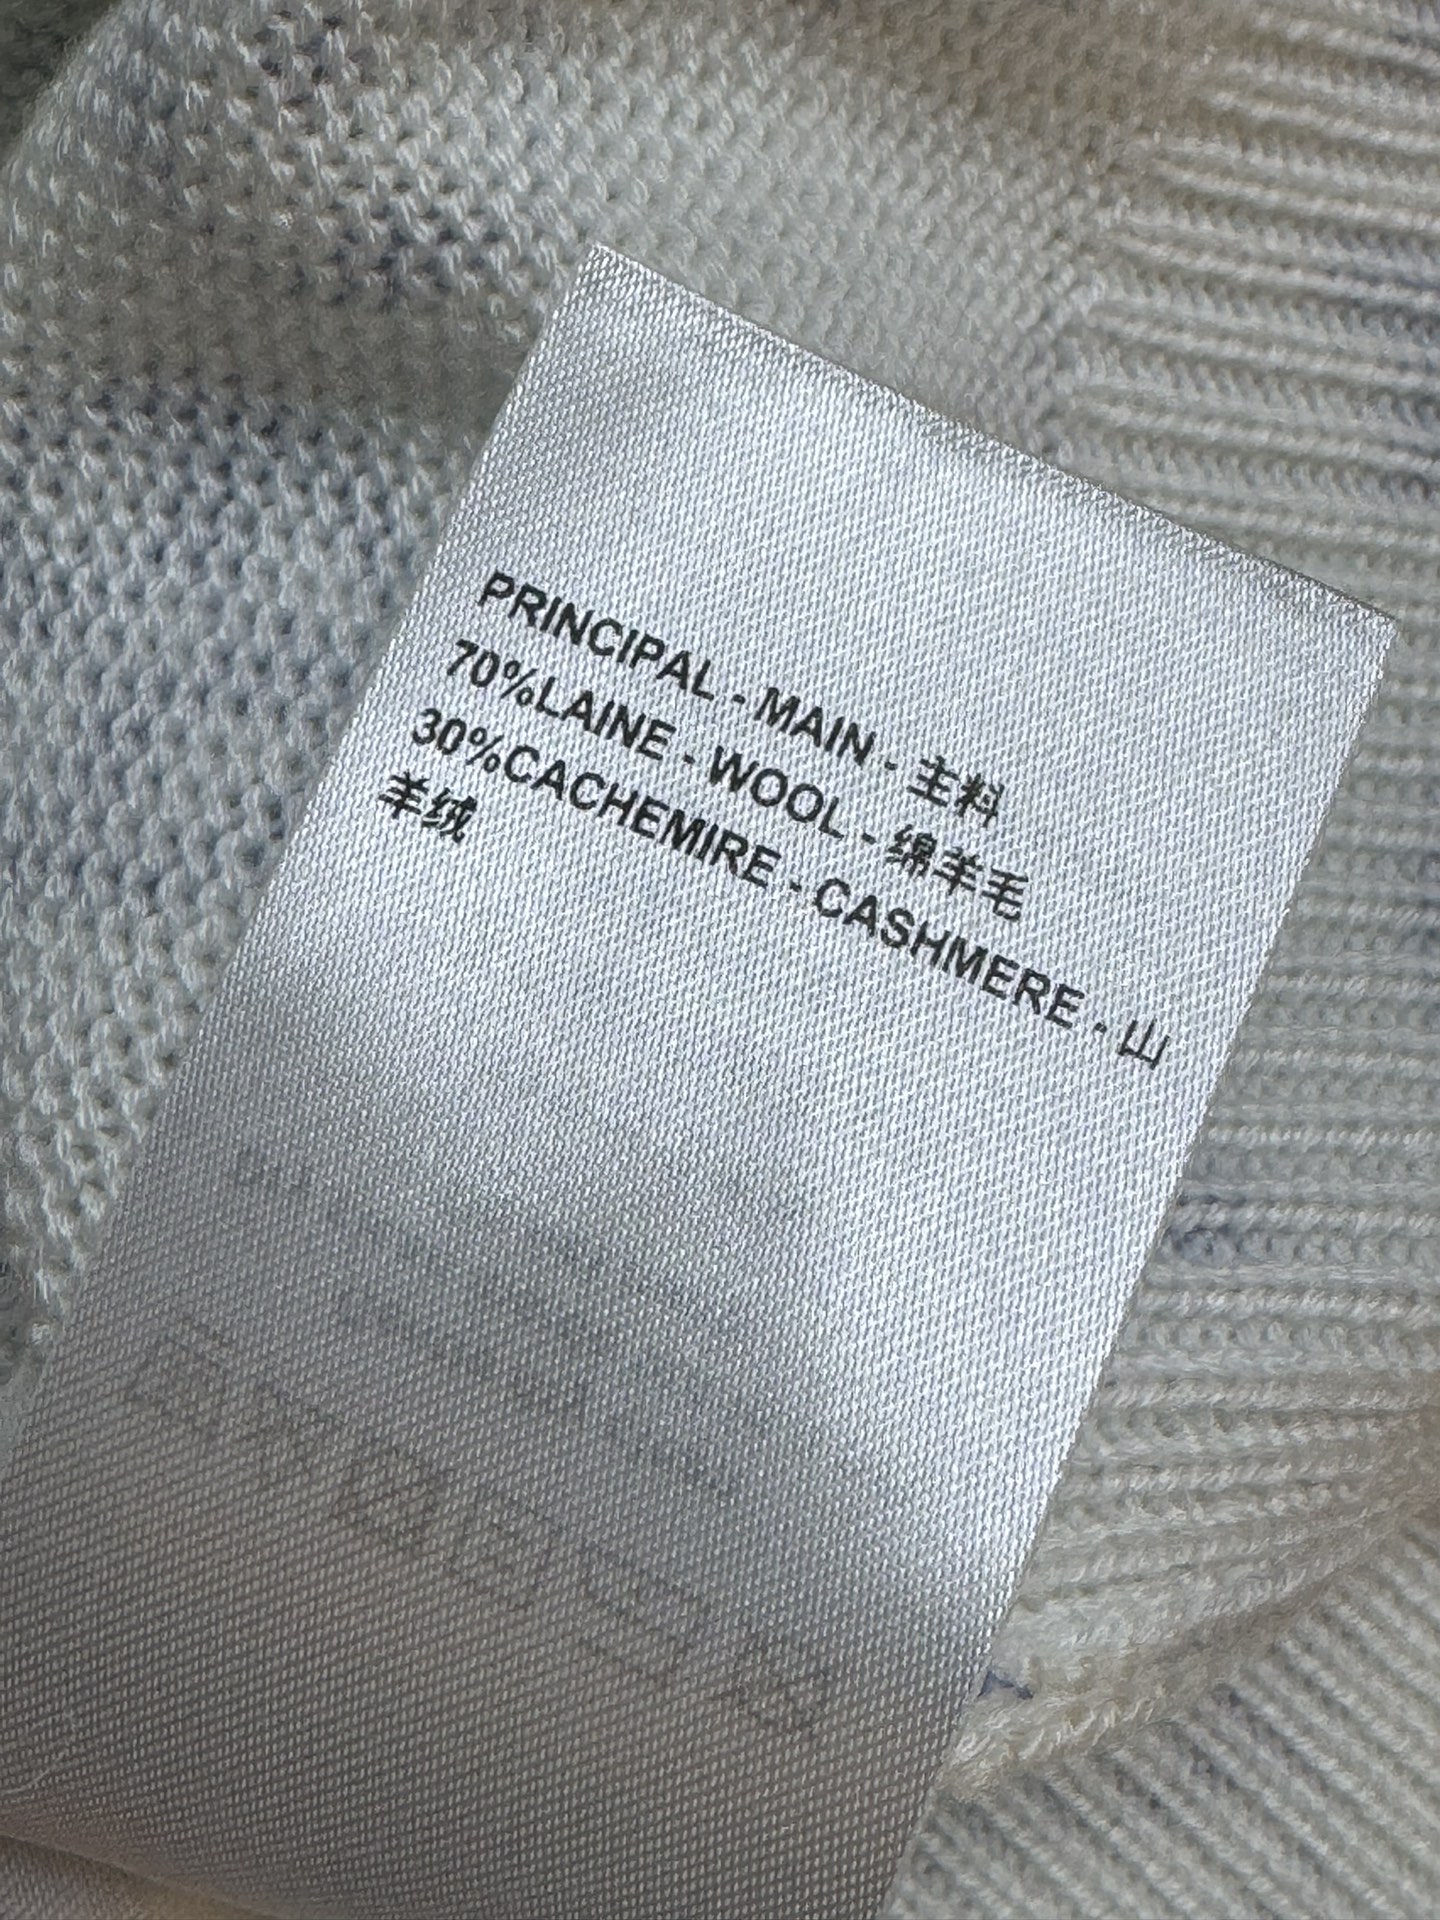 PRINCIPAL - MAIN - 主料
70%LAINE - WOOL - 绵羊毛
30%CACHEMIRE - CASHMERE - 山
羊绒